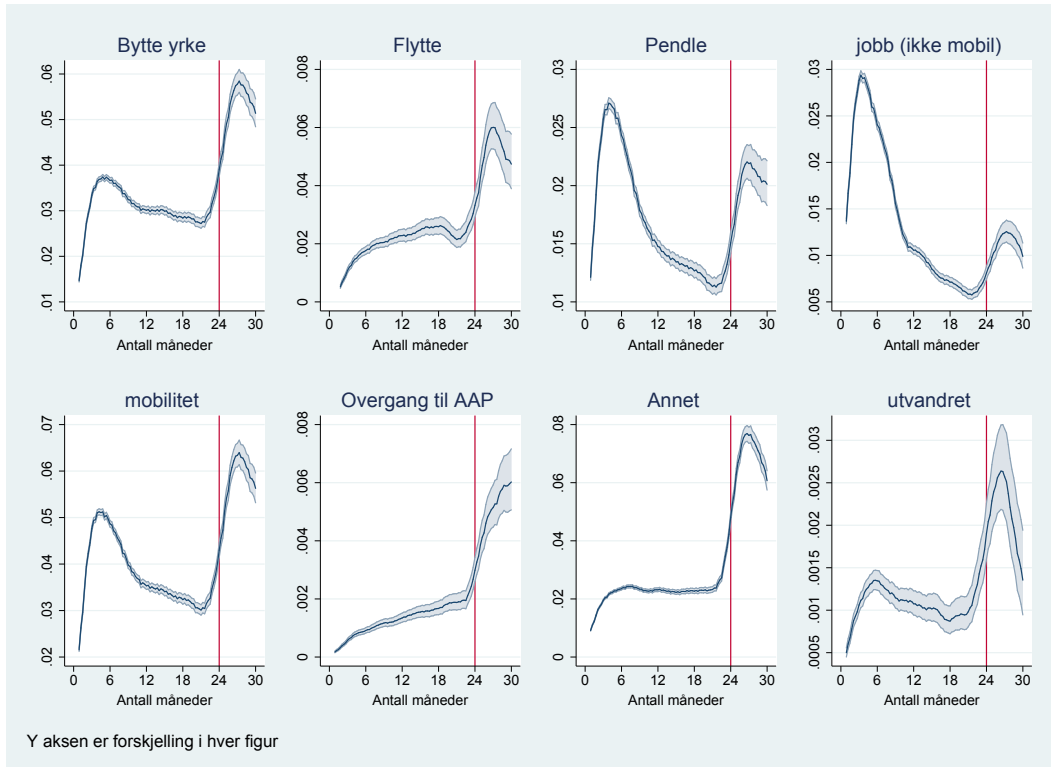 Bytte yrke
.01 .02 .03 .04 .05 .06
0 6 12 18 24 30
Antall måneder
Flytte
0 .002 .004 .006 .008
0 6 12 18 24 30
Antall måneder
Pendle
.01 .015 .02 .025 .03
0 6 12 18 24 30
Antall måneder
jobb (ikke mobil)
.005 .01 .015 .02 .025 .03
0 6 12 18 24 30
Antall måneder
mobilitet
.02 .03 .04 .05 .06 .07
0 6 12 18 24 30
Antall måneder
Overgang til AAP
0 .002 .004 .006 .008
0 6 12 18 24 30
Antall måneder
Annet
0 .02 .04 .06 .08
0 6 12 18 24 30
Antall måneder
utvandret
.0005 .001 .0015 .002 .0025 .003
0 6 12 18 24 30
Antall måneder
Y aksen er forskjelling i hver figur